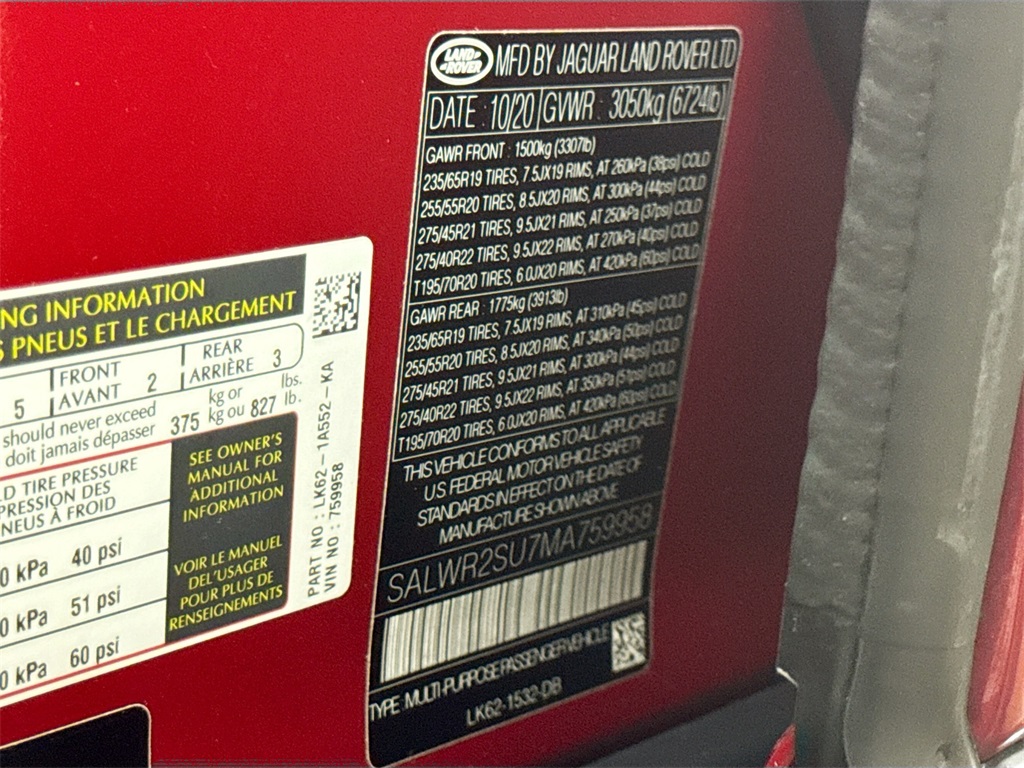 NG INFORMATION
S PNEUS ET LE CHARGEMENT
5
FRONT
AVANT
2
REAR
ARRIÈRE
3
should never exceed
doit jamais dépasser
375
kg or
kg ou
827
lbs.
lb.
D TIRE PRESSURE
PRESSION DES
NEUS À FROID
0 kPa 40 psi
0 kPa 51 psi
0 kPa 60 psi
SEE OWNER'S
MANUAL FOR
ADDITIONAL
INFORMATION
VOIR LE MANUEL
DEL'USAGER
POUR PLUS DE
RENSEIGNEMENTS
PART NO : LK62-1A552-KA
VIN NO : 759958
LAND ROVER
MFD BY JAGUAR LAND ROVER LTD
DATE : 10/20 GVWR : 3050kg (6724lb)
GAWR FRONT : 1500kg (3307lb)
235/65R19 TIRES, 7.5JX19 RIMS, AT 260kPa (38psi) COLD
255/55R20 TIRES, 8.5JX20 RIMS, AT 300kPa (44psi) COLD
275/45R21 TIRES, 9.5JX21 RIMS, AT 250kPa (37psi) COLD
275/40R22 TIRES, 9.5JX22 RIMS, AT 270kPa (40psi) COLD
T195/70R20 TIRES, 6.0JX20 RIMS, AT 420kPa (60psi) COLD
GAWR REAR : 1775kg (3913lb)
235/65R19 TIRES, 7.5JX19 RIMS, AT 310kPa (45psi) COLD
255/55R20 TIRES, 8.5JX20 RIMS, AT 340kPa (50psi) COLD
275/45R21 TIRES, 9.5JX21 RIMS, AT 300kPa (44psi) COLD
275/40R22 TIRES, 9.5JX22 RIMS, AT 350kPa (51psi) COLD
T195/70R20 TIRES, 6.0JX20 RIMS, AT 420kPa (60psi) COLD
THIS VEHICLE CONFORMS TO ALL APPLICABLE
U.S. FEDERAL MOTOR VEHICLE SAFETY
STANDARDS IN EFFECT ON THE DATE OF
MANUFACTURE SHOWN ABOVE
SALWR2SU7MA759958
TYPE : MULTI-PURPOSE PASSENGER VEHICLE
LK62-1532-DB